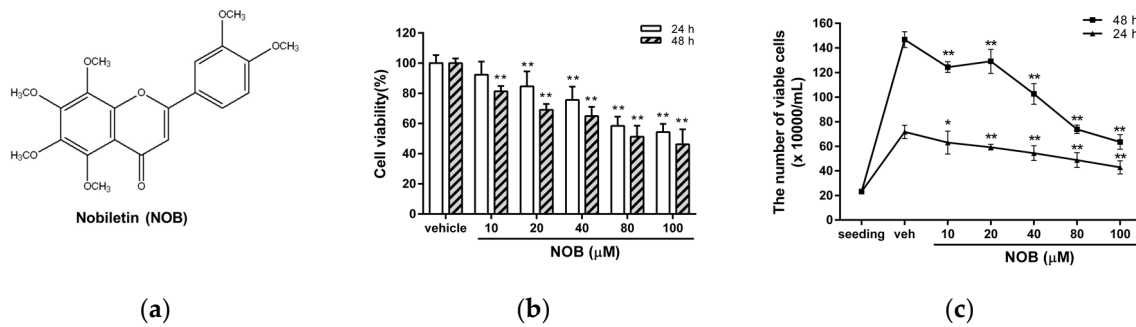 OCH₃
OCH₃
OCH₃
H₃CO
O
H₃CO
OCH₃
O
Nobiletin (NOB)
(a)
24 h
48 h
Cell viability(%)
120
100
80
60
40
20
0
**
**
**
**
**
**
**
**
**
vehicle
10
20
40
80
100
NOB (μM)
(b)
48 h
24 h
The number of viable cells
(x 10000/mL)
160
140
120
100
80
60
40
20
0
**
**
**
**
**
*
**
**
**
**
seeding
veh
10
20
40
80
100
NOB (μM)
(c)